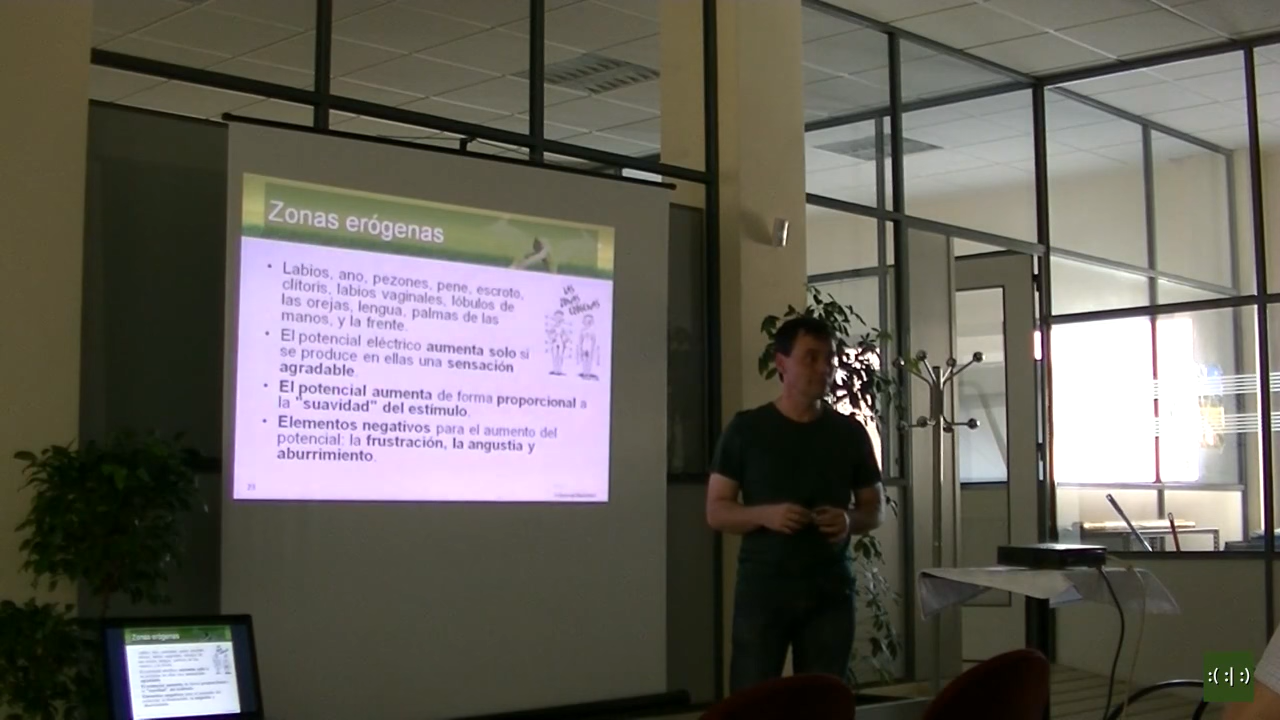 Zonas erógenas
• Labios, ano, pezones, pene, escroto,
clítoris, labios vaginales, lóbulos de
las orejas, lengua, palmas de las
manos, y la frente.
• El potencial eléctrico aumenta solo si
se produce en ellas una sensación
agradable.
• El potencial aumenta de forma proporcional a
la "suavidad" del estímulo.
• Elementos negativos para el aumento del
potencial: la frustración, la angustia y
aburrimiento.
Zonas erógenas
:( :| :)